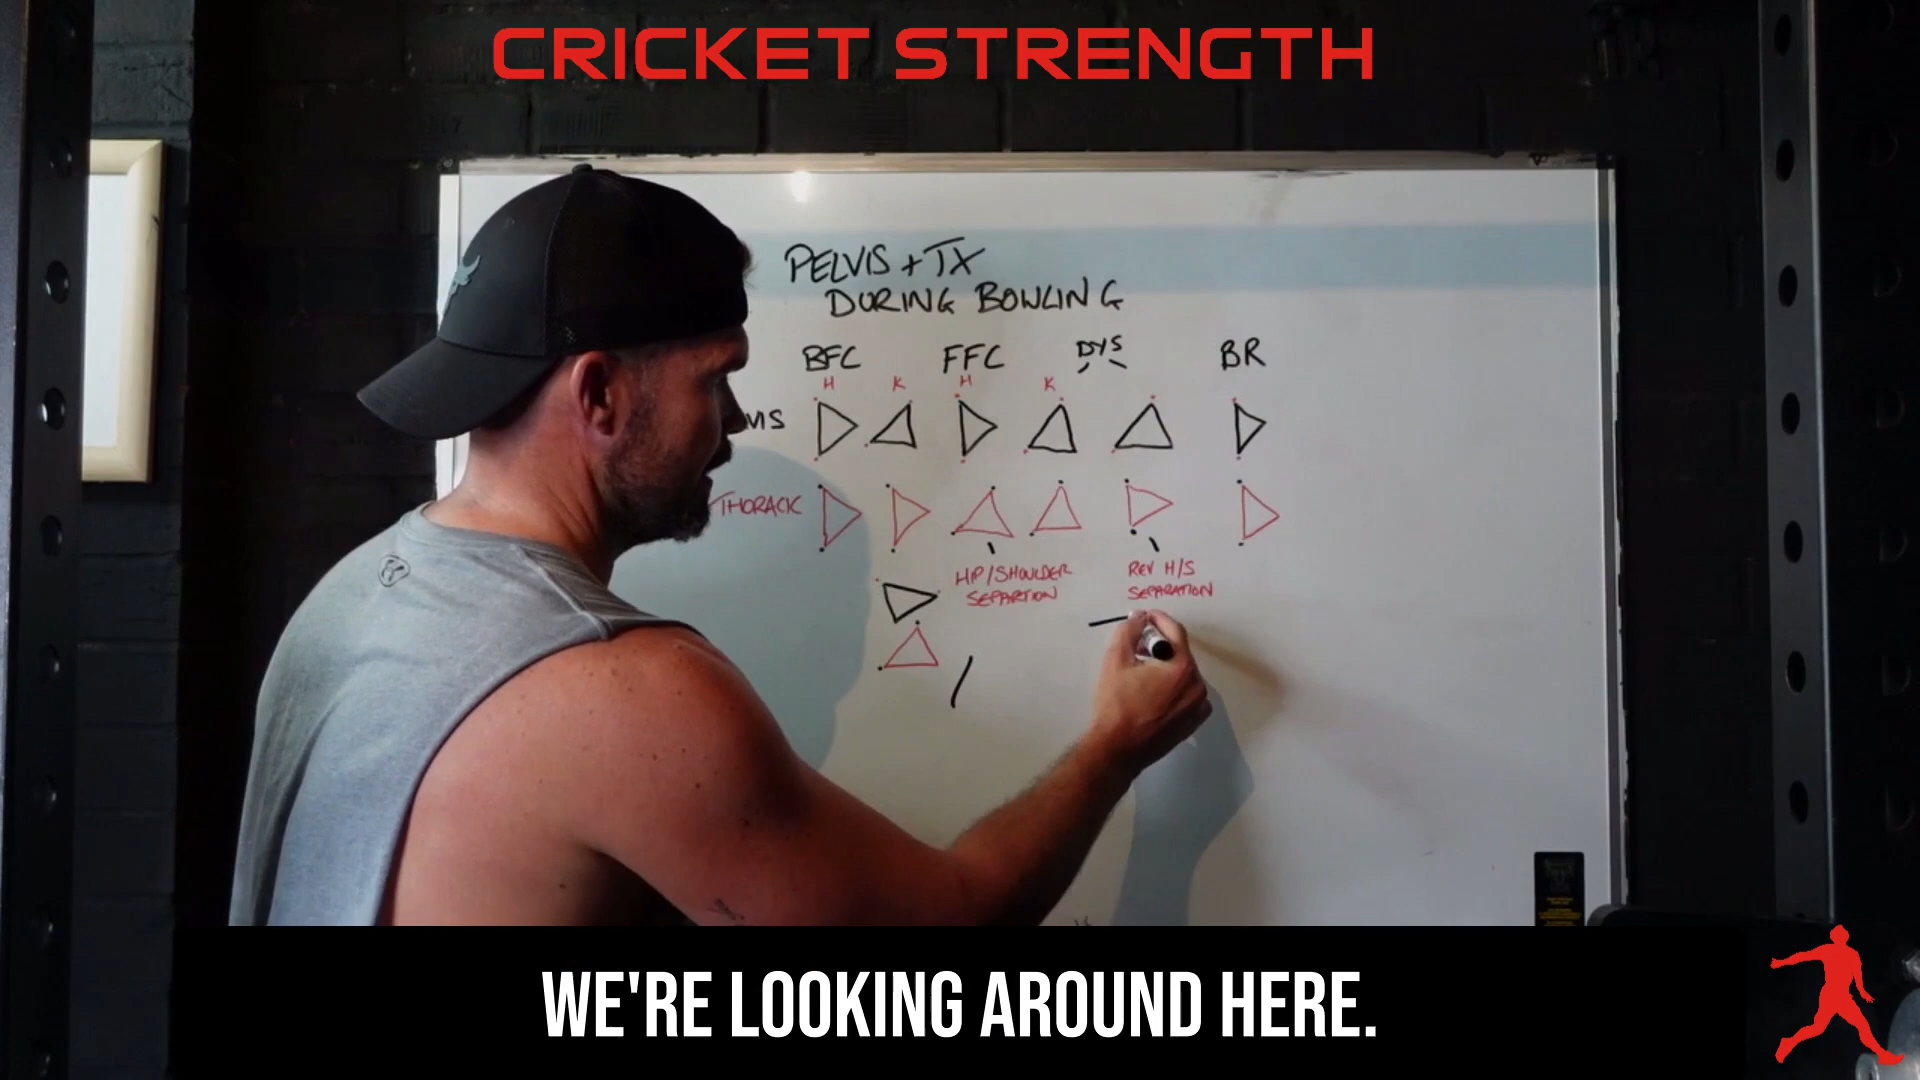 CRICKET STRENGTH
PELVIS + TX
DURING BOWLING
BFC FFC BR
H K H K
VIS
THORACK
HIP/SHOULDER
SEPARTION
REV H/S
SEPARATION
WE'RE LOOKING AROUND HERE.